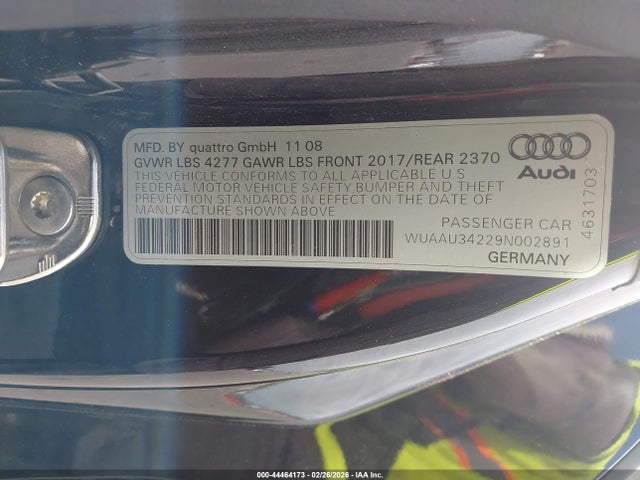 MFD. BY quattro GmbH 11 08
GVWR LBS 4277 GAWR LBS FRONT 2017/REAR 2370
THIS VEHICLE CONFORMS TO ALL APPLICABLE U S
FEDERAL MOTOR VEHICLE SAFETY,BUMPER AND THEFT
PREVENTION STANDARDS IN EFFECT ON THE DATE OF
MANUFACTURE SHOWN ABOVE
Audi
4631703
PASSENGER CAR
WUAAU34229N002891
GERMANY
000-44464173 - 02/26/2026 - IAA Inc.